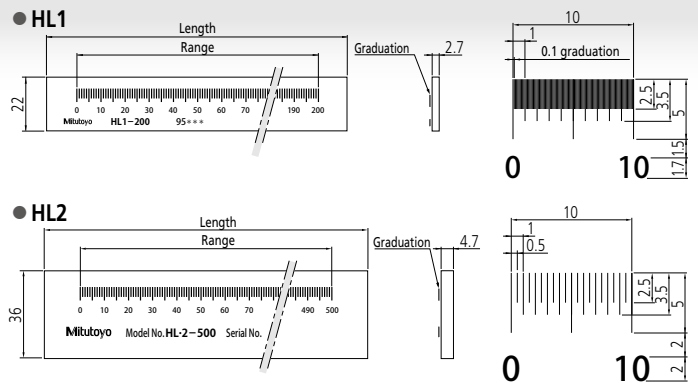 HL1
Length
Range
22
0 10 20 30 40 50 60 70 190 200
Mitutoyo HL1-200 95***
Graduation
2.7
10
1
0.1 graduation
2.5
3.5
5
1.5
1.7
0 10
HL2
Length
Range
36
0 10 20 30 40 50 60 70 490 500
Mitutoyo Model No. HL·2-500 Serial No.
Graduation
4.7
10
1
0.5
2.5
3.5
5
2
2
0 10